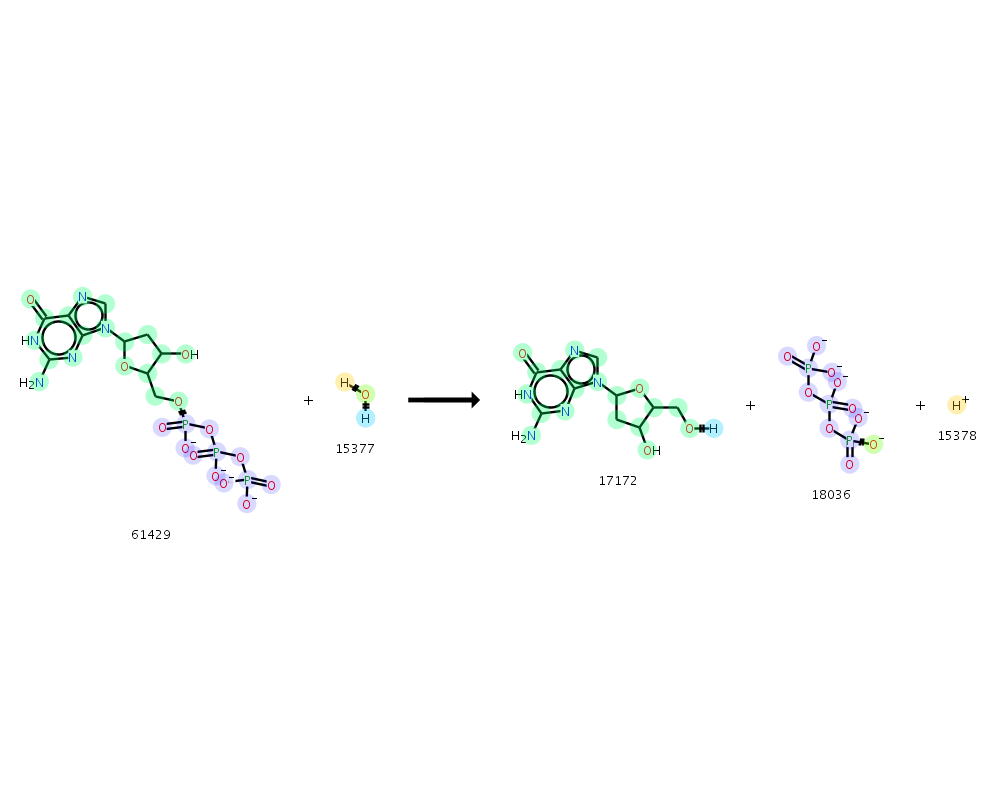 O
N
HN
N
N
H₂N
O
OH
O
O P O
O⁻ O P O
O⁻ O⁻ P O
O⁻
61429
+
H O
H
15377
O
N
HN
N
N
H₂N
O
O H
OH
17172
+
O⁻
O P O⁻
O O⁻
P O
O O⁻
P O⁻
O
18036
+
H⁺
15378